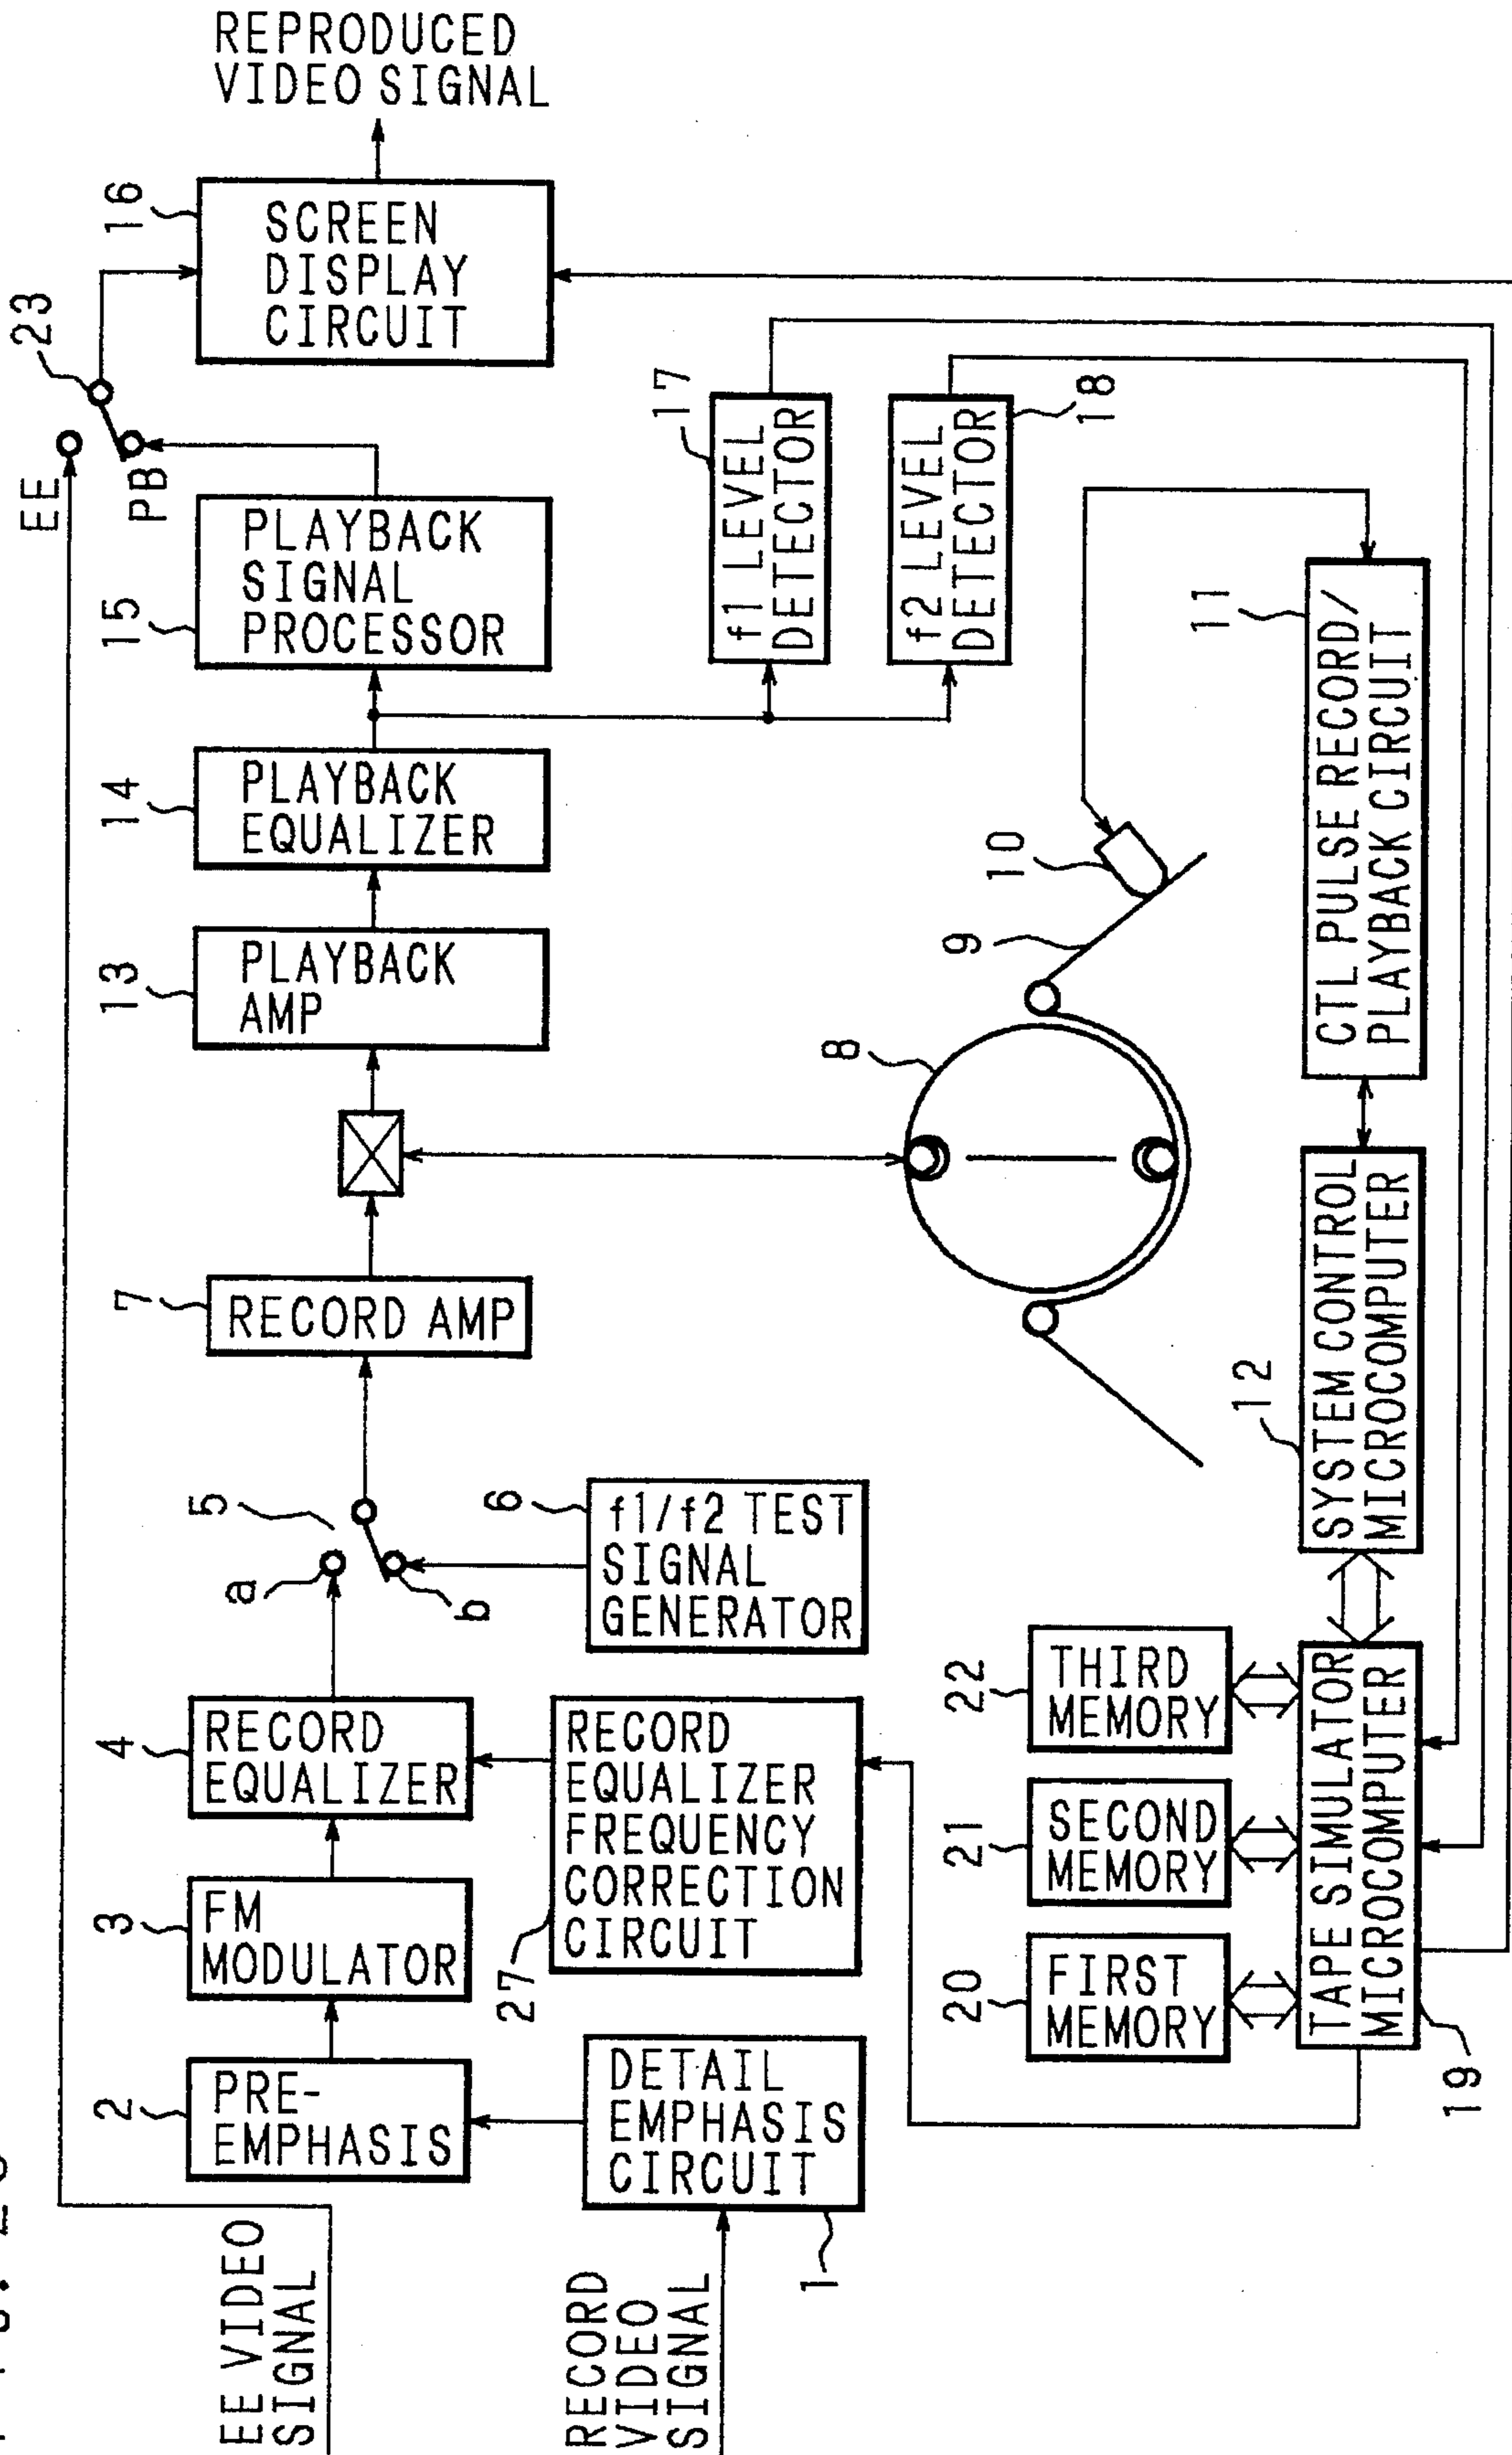 EE VIDEO
SIGNAL
RECORD
VIDEO
SIGNAL
1
DETAIL
EMPHASIS
CIRCUIT
2
PRE-
EMPHASIS
3
FM
MODULATOR
4
RECORD
EQUALIZER
27
RECORD
EQUALIZER
FREQUENCY
CORRECTION
CIRCUIT
5
a
b
6
f1/f2 TEST
SIGNAL
GENERATOR
7
RECORD AMP
8
9
10
13
PLAYBACK
AMP
14
PLAYBACK
EQUALIZER
15
PLAYBACK
SIGNAL
PROCESSOR
EE
PB
23
16
SCREEN
DISPLAY
CIRCUIT
REPRODUCED
VIDEO SIGNAL
17
f1 LEVEL
DETECTOR
f2 LEVEL
DETECTOR
18
20
FIRST
MEMORY
21
SECOND
MEMORY
22
THIRD
MEMORY
19
TAPE SIMULATOR
MICROCOMPUTER
12
SYSTEM CONTROL
MICROCOMPUTER
11
CTL PULSE RECORD/
PLAYBACK CIRCUIT